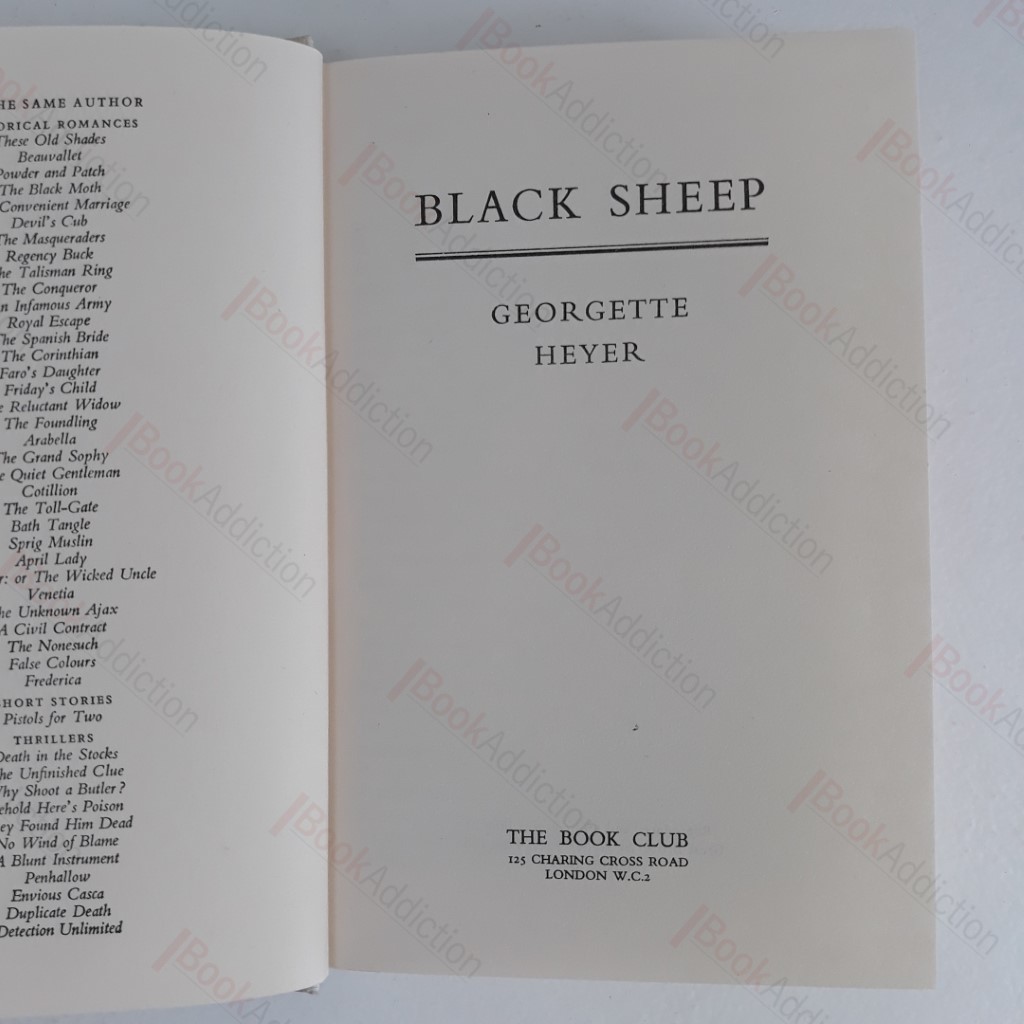 HE SAME AUTHOR
ORICAL ROMANCES
These Old Shades
Beauvallet
Powder and Patch
The Black Moth
Convenient Marriage
Devil's Cub
The Masqueraders
Regency Buck
he Talisman Ring
The Conqueror
n Infamous Army
Royal Escape
The Spanish Bride
The Corinthian
Faro's Daughter
Friday's Child
e Reluctant Widow
The Foundling
Arabella
The Grand Sophy
e Quiet Gentleman
Cotillion
The Toll-Gate
Bath Tangle
Sprig Muslin
April Lady
r: or The Wicked Uncle
Venetia
he Unknown Ajax
A Civil Contract
The Nonesuch
False Colours
Frederica
HORT STORIES
Pistols for Two
THRILLERS
Death in the Stocks
he Unfinished Clue
Why Shoot a Butler?
ehold Here's Poison
ey Found Him Dead
No Wind of Blame
A Blunt Instrument
Penhallow
Envious Casca
Duplicate Death
Detection Unlimited
BLACK SHEEP
GEORGETTE
HEYER
THE BOOK CLUB
125 CHARING CROSS ROAD
LONDON W.C.2
BookAddiction